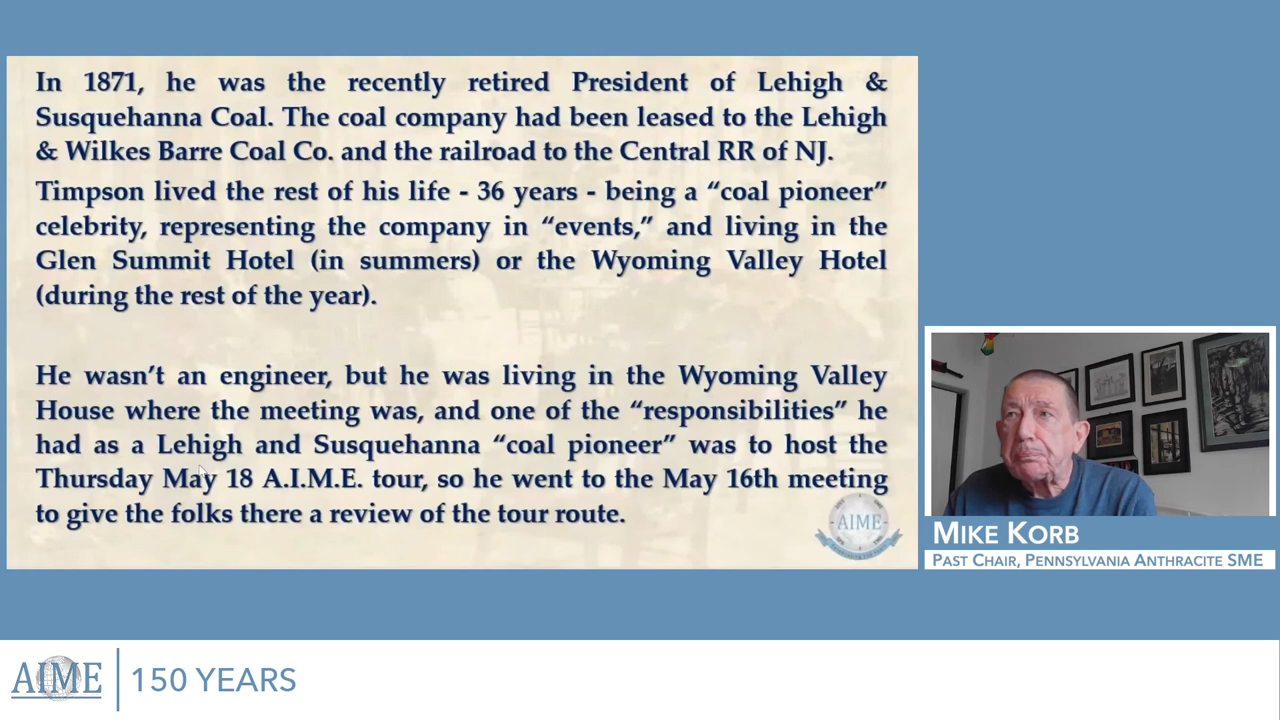 In 1871, he was the recently retired President of Lehigh &
Susquehanna Coal. The coal company had been leased to the Lehigh
& Wilkes Barre Coal Co. and the railroad to the Central RR of NJ.
Timpson lived the rest of his life - 36 years - being a “coal pioneer”
celebrity, representing the company in “events,” and living in the
Glen Summit Hotel (in summers) or the Wyoming Valley Hotel
(during the rest of the year).
He wasn’t an engineer, but he was living in the Wyoming Valley
House where the meeting was, and one of the “responsibilities” he
had as a Lehigh and Susquehanna “coal pioneer” was to host the
Thursday May 18 A.I.M.E. tour, so he went to the May 16th meeting
to give the folks there a review of the tour route.
AIME
MIKE KORB
PAST CHAIR, PENNSYLVANIA ANTHRACITE SME
AIME
150 YEARS